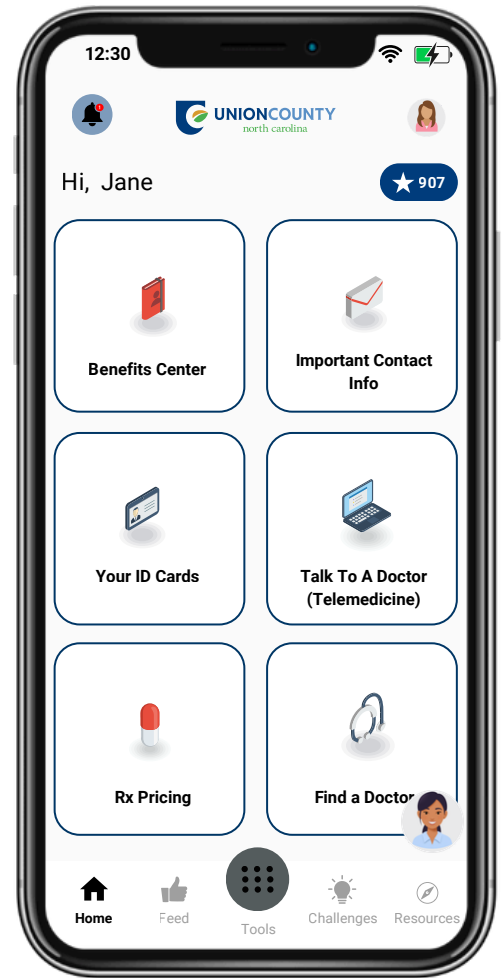 12:30
UNIONCOUNTY
north carolina
Hi, Jane
907
Benefits Center
Important Contact
Info
Your ID Cards
Talk To A Doctor
(Telemedicine)
Rx Pricing
Find a Doctor
Home
Feed
Tools
Challenges
Resources